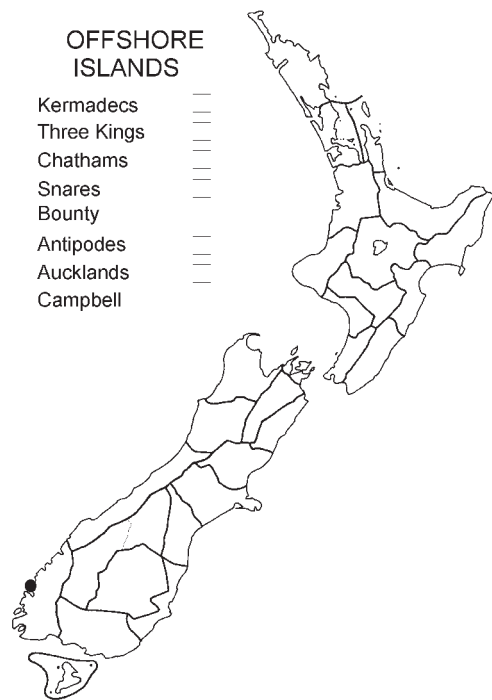 OFFSHORE
ISLANDS
Kermadecs
Three Kings
Chathams
Snares
Bounty
Antipodes
Aucklands
Campbell